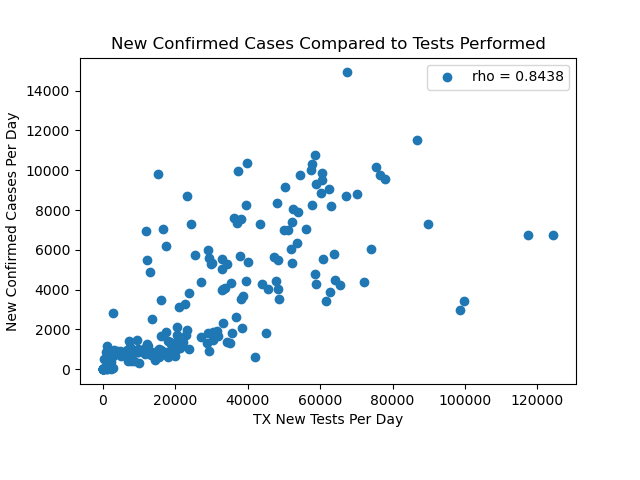 New Confirmed Cases Compared to Tests Performed
rho = 0.8438
New Confirmed Caeses Per Day
14000
12000
10000
8000
6000
4000
2000
0
0 20000 40000 60000 80000 100000 120000
TX New Tests Per Day